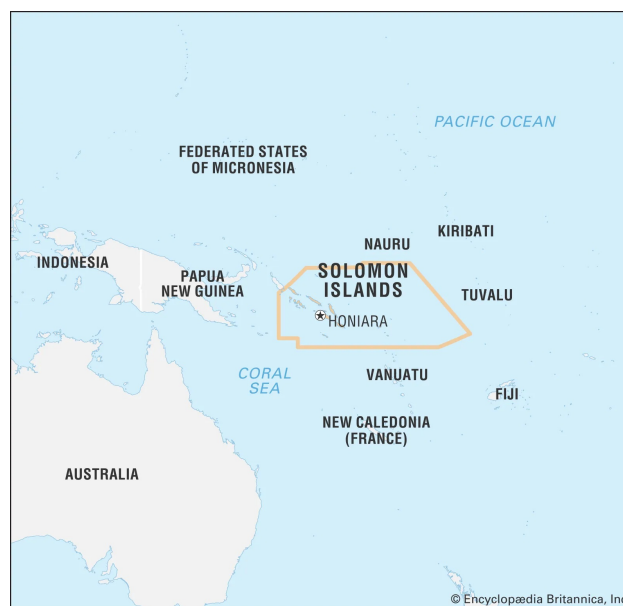 PACIFIC OCEAN
FEDERATED STATES
OF MICRONESIA
KIRIBATI
NAURU
INDONESIA
PAPUA
NEW GUINEA
SOLOMON
ISLANDS
TUVALU
HONIARA
CORAL
SEA
VANUATU
FIJI
NEW CALEDONIA
(FRANCE)
AUSTRALIA
© Encyclopædia Britannica, Inc